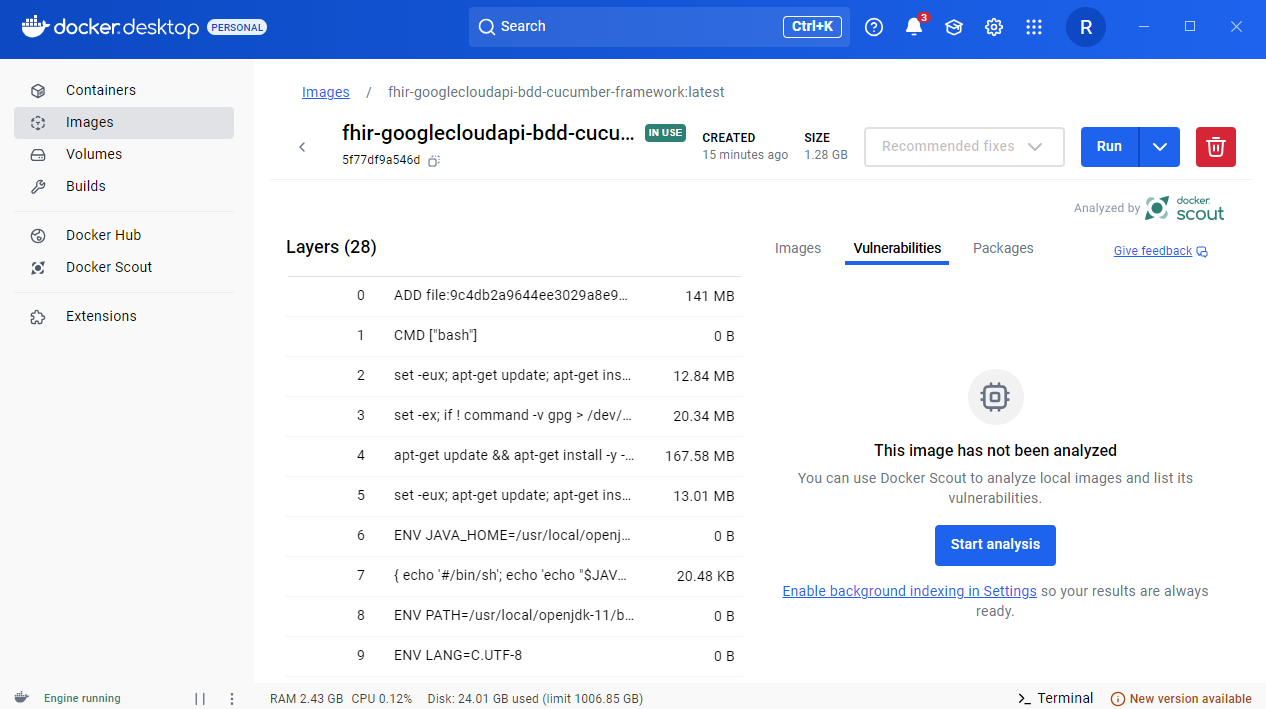 docker desktop PERSONAL
Search Ctrl+K
3
R
Containers
Images
Volumes
Builds
Docker Hub
Docker Scout
Extensions
Images / fhir-googlecloudapi-bdd-cucumber-framework:latest
fhir-googlecloudapi-bdd-cucu... IN USE
5f77df9a546d
CREATED
15 minutes ago
SIZE
1.28 GB
Recommended fixes
Run
Analyzed by docker scout
Layers (28)
0 ADD file:9c4db2a9644ee3029a8e9... 141 MB
1 CMD ["bash"] 0 B
2 set -eux; apt-get update; apt-get ins... 12.84 MB
3 set -ex; if ! command -v gpg > /dev/... 20.34 MB
4 apt-get update && apt-get install -y -... 167.58 MB
5 set -eux; apt-get update; apt-get ins... 13.01 MB
6 ENV JAVA_HOME=/usr/local/openj... 0 B
7 { echo '#/bin/sh'; echo 'echo "$JAV... 20.48 KB
8 ENV PATH=/usr/local/openjdk-11/b... 0 B
9 ENV LANG=C.UTF-8 0 B
Images Vulnerabilities Packages Give feedback
This image has not been analyzed
You can use Docker Scout to analyze local images and list its
vulnerabilities.
Start analysis
Enable background indexing in Settings so your results are always
ready.
Engine running
RAM 2.43 GB CPU 0.12% Disk: 24.01 GB used (limit 1006.85 GB)
>_ Terminal
New version available